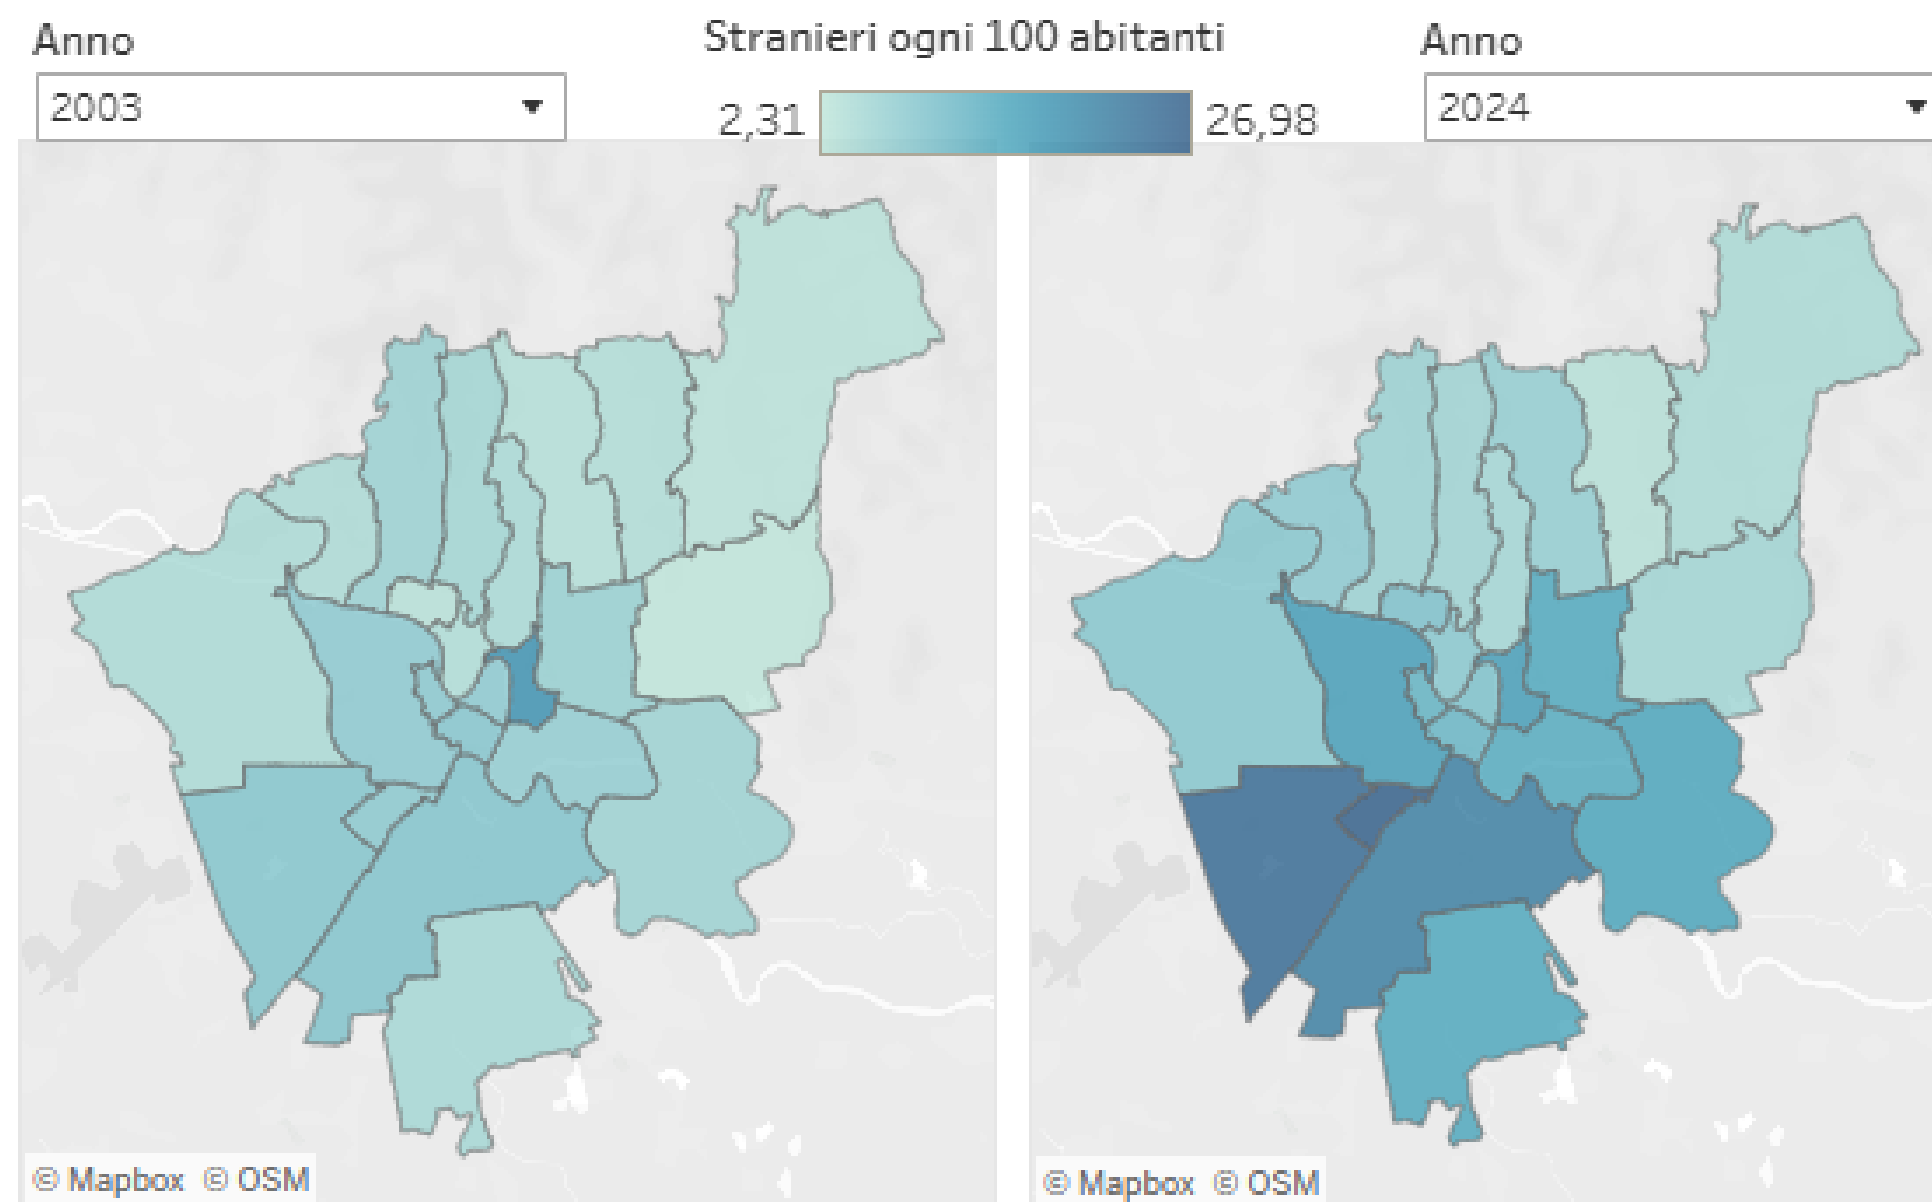 Anno
Stranieri ogni 100 abitanti
Anno
2003
2,31
26,98
2024
© Mapbox © OSM
© Mapbox © OSM